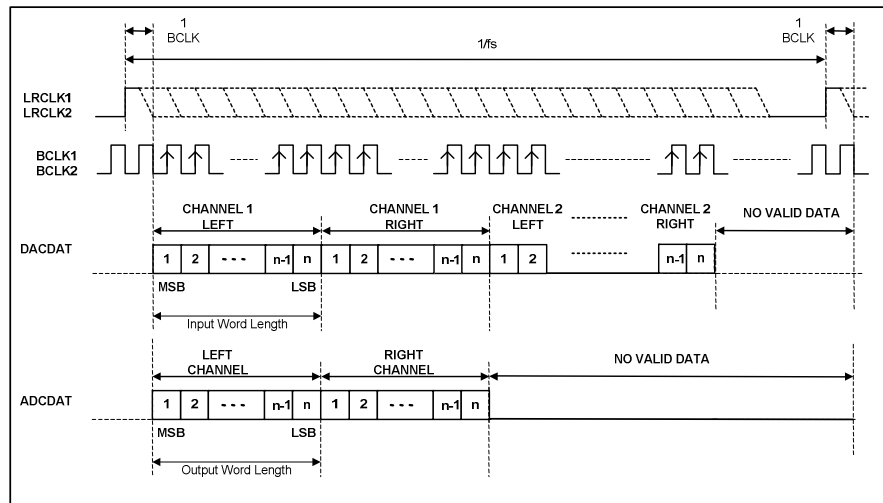 1
BCLK
1/fs
1
BCLK
LRCLK1
LRCLK2
BCLK1
BCLK2
CHANNEL 1
LEFT
CHANNEL 1
RIGHT
CHANNEL 2
LEFT
CHANNEL 2
RIGHT
NO VALID DATA
DACDAT
1 2 - - - n-1 n 1 2 - - - n-1 n 1 2 n-1 n
MSB LSB
Input Word Length
LEFT
CHANNEL
RIGHT
CHANNEL
NO VALID DATA
ADCDAT
1 2 - - - n-1 n 1 2 - - - n-1 n
MSB LSB
Output Word Length